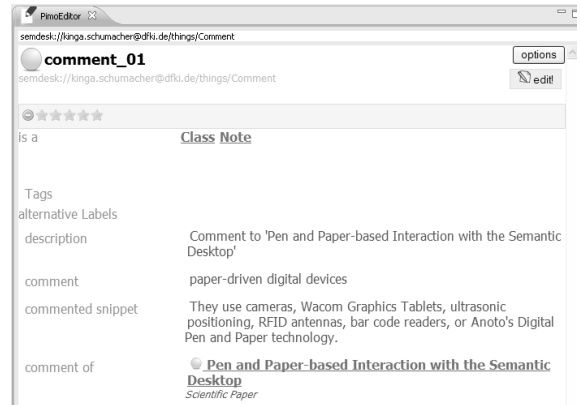 PimoEditor
semdesk://kinga.schumacher@dfki.de/things/Comment
comment_01
options
semdesk://kinga.schumacher@dfki.de/things/Comment
edit!
is a Class Note
Tags
alternative Labels
description Comment to 'Pen and Paper-based Interaction with the Semantic
Desktop'
comment paper-driven digital devices
commented snippet They use cameras, Wacom Graphics Tablets, ultrasonic
positioning, RFID antennas, bar code readers, or Anoto's Digital
Pen and Paper technology.
comment of Pen and Paper-based Interaction with the Semantic
Desktop
Scientific Paper